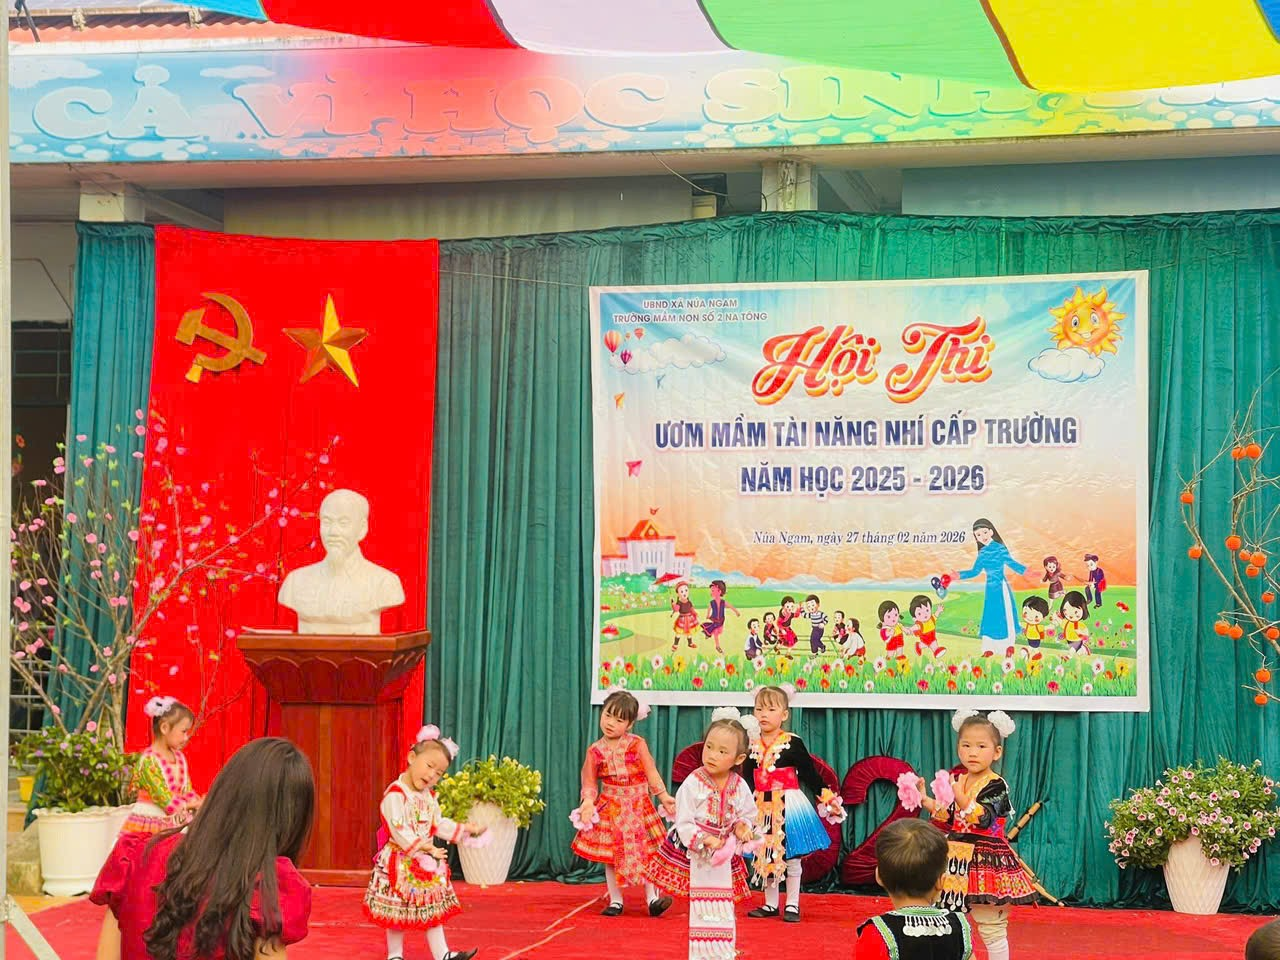 CẢ VÌ HỌC SINH
UBND XÃ NÚA NGAM
TRƯỜNG MẦM NON SỐ 2 NA TÔNG
Hội Thi
ƯƠM MẦM TÀI NĂNG NHÍ CẤP TRƯỜNG
NĂM HỌC 2025 - 2026
Núa Ngam, ngày 27 tháng 02 năm 2026